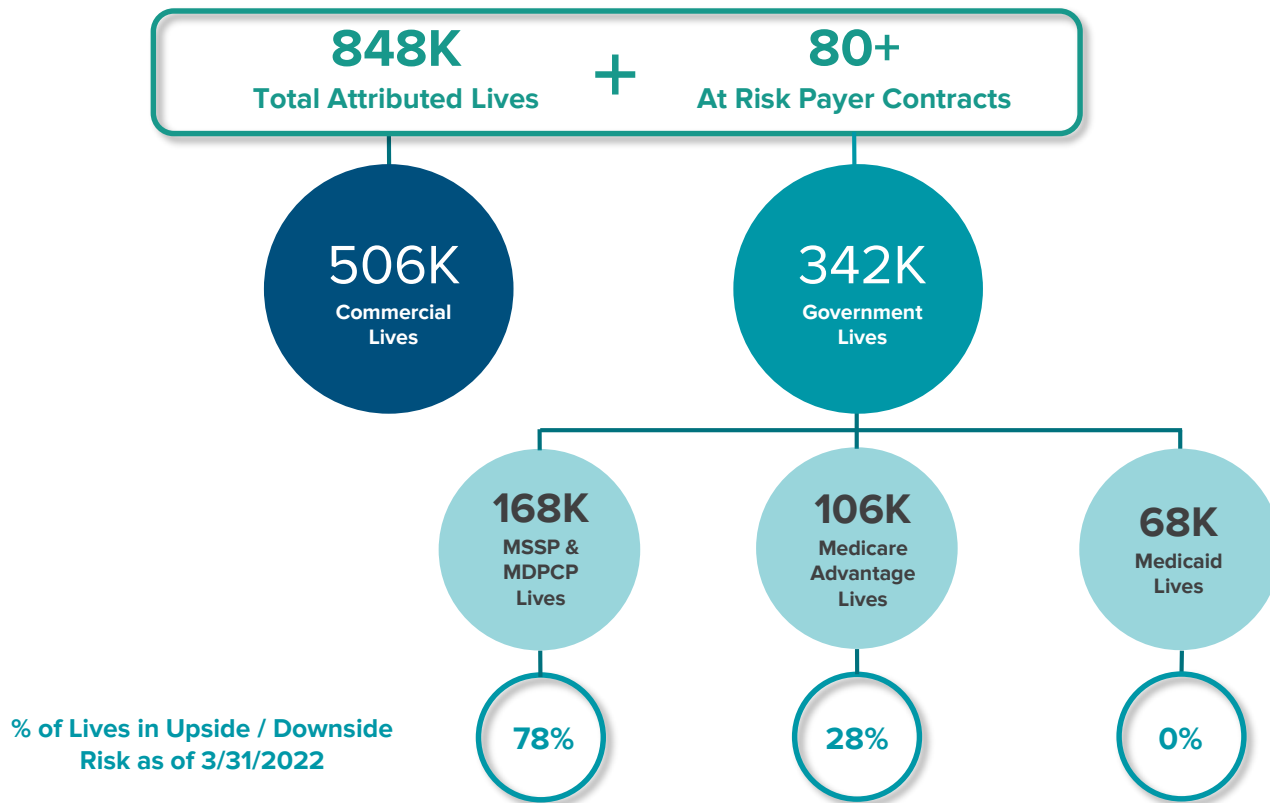 848K
Total Attributed Lives
+
80+
At Risk Payer Contracts
506K
Commercial
Lives
342K
Government
Lives
168K
MSSP &
MDPCP
Lives
106K
Medicare
Advantage
Lives
68K
Medicaid
Lives
% of Lives in Upside / Downside
Risk as of 3/31/2022
78%
28%
0%